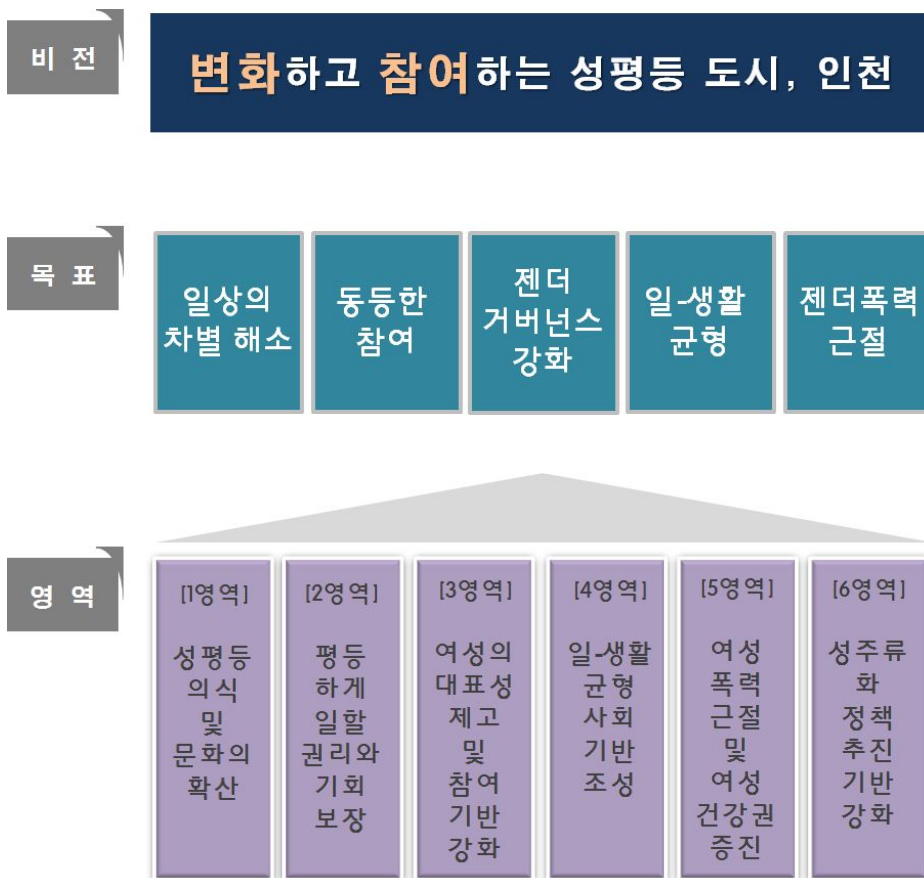 비 전
변화하고 참여하는 성평등 도시, 인천
목 표
일상의
차별 해소
동등한
참여
젠더
거버넌스
강화
일-생활
균형
젠더폭력
근절
영 역
[1영역]
성평등
의식
및
문화의
확산
[2영역]
평등
하게
일할
권리와
기회
보장
[3영역]
여성의
대표성
제고
및
참여
기반
강화
[4영역]
일-생활
균형
사회
기반
조성
[5영역]
여성
폭력
근절
및
여성
건강권
증진
[6영역]
성주류
화
정책
추진
기반
강화